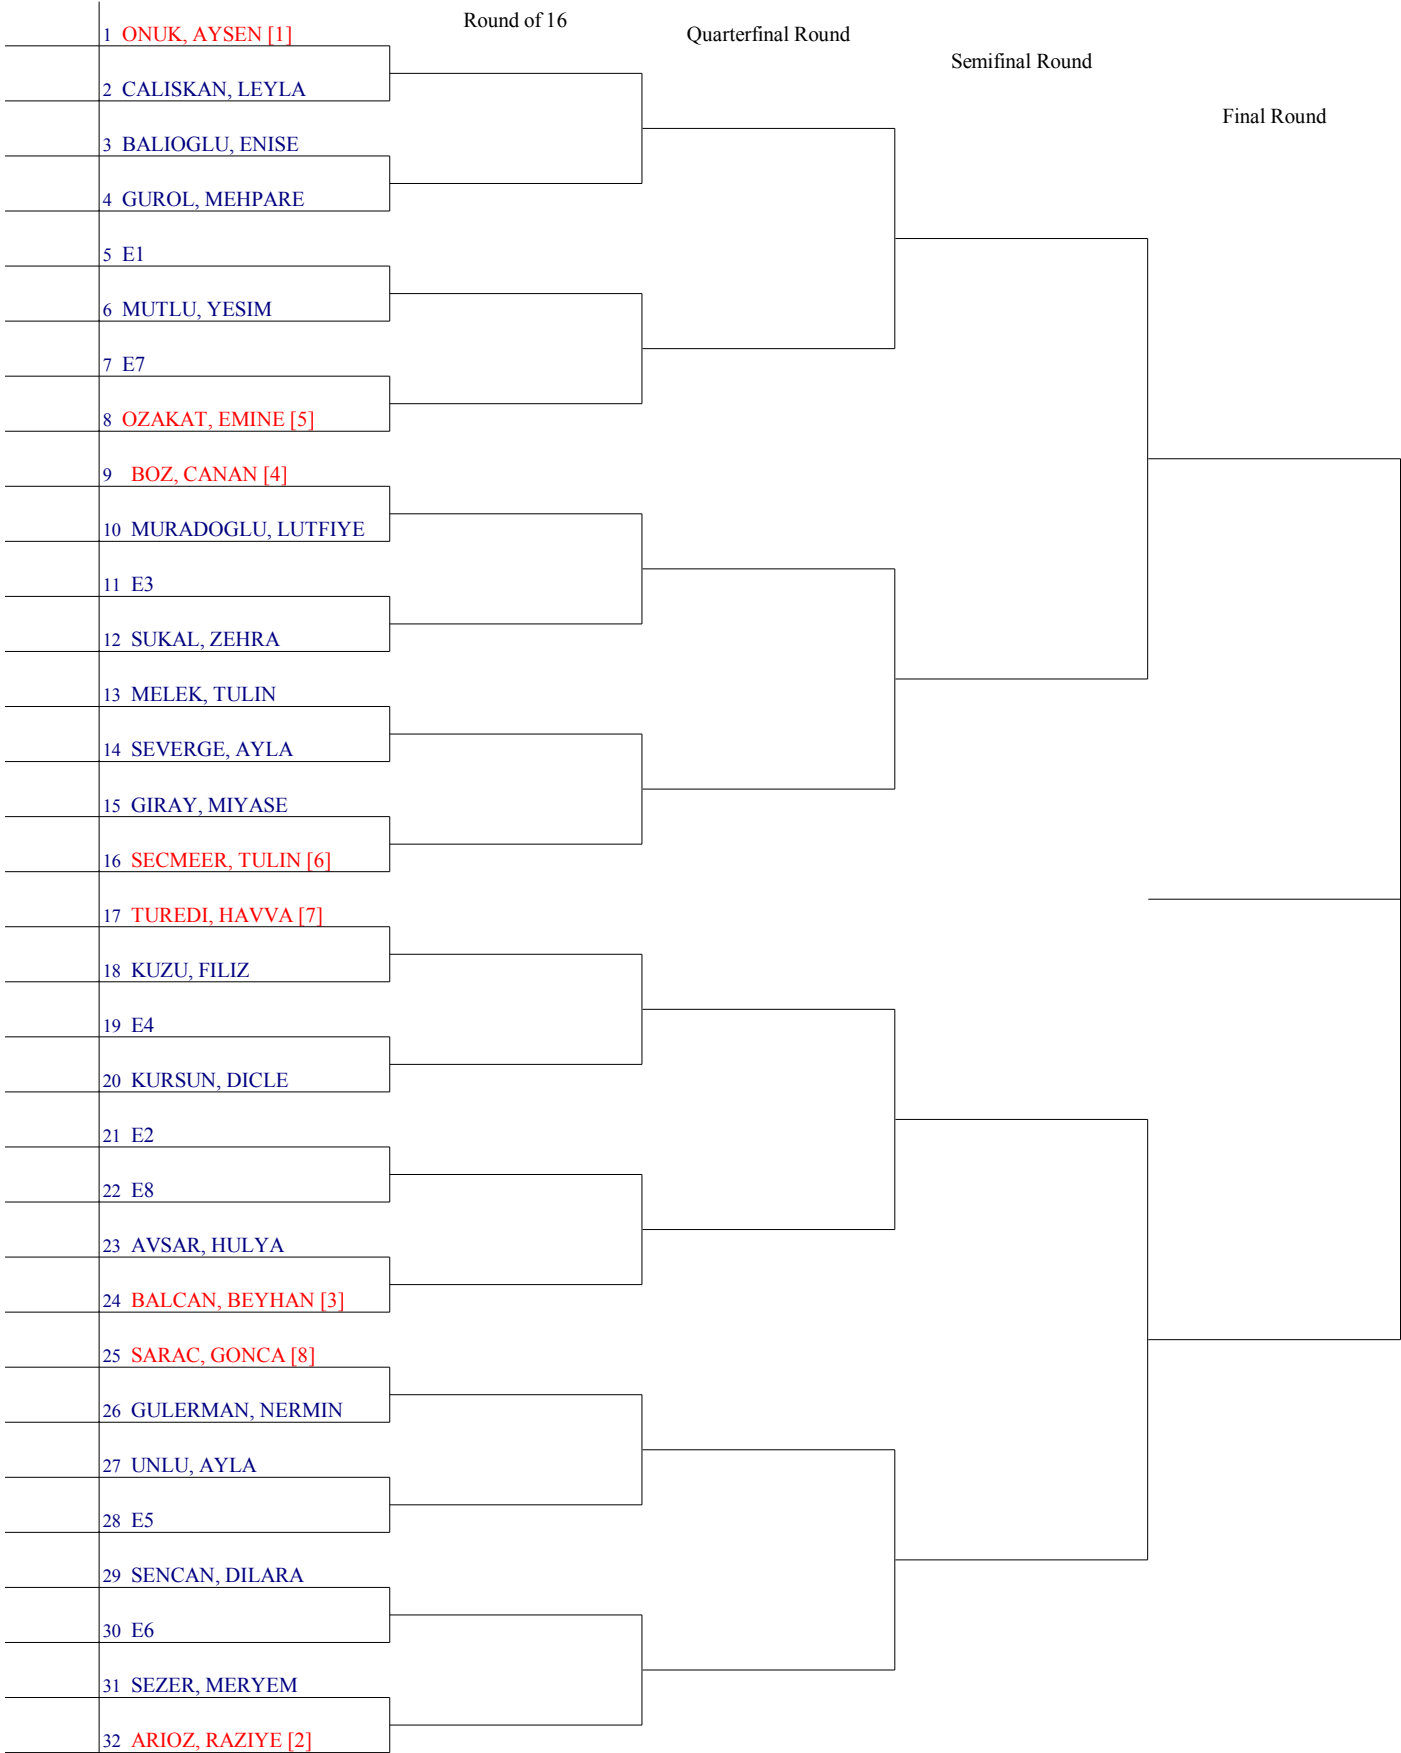 Round of 16
Quarterfinal Round
Semifinal Round
Final Round
1 ONUK, AYSEN [1]
2 CALISKAN, LEYLA
3 BALIOGLU, ENISE
4 GUROL, MEHPARE
5 E1
6 MUTLU, YESIM
7 E7
8 OZAKAT, EMINE [5]
9 BOZ, CANAN [4]
10 MURADOGLU, LUTFIYE
11 E3
12 SUKAL, ZEHRA
13 MELEK, TULIN
14 SEVERGE, AYLA
15 GIRAY, MIYASE
16 SECMEER, TULIN [6]
17 TUREDI, HAVVA [7]
18 KUZU, FILIZ
19 E4
20 KURSUN, DICLE
21 E2
22 E8
23 AVSAR, HULYA
24 BALCAN, BEYHAN [3]
25 SARAC, GONCA [8]
26 GULERMAN, NERMIN
27 UNLU, AYLA
28 E5
29 SENCAN, DILARA
30 E6
31 SEZER, MERYEM
32 ARIOZ, RAZIYE [2]